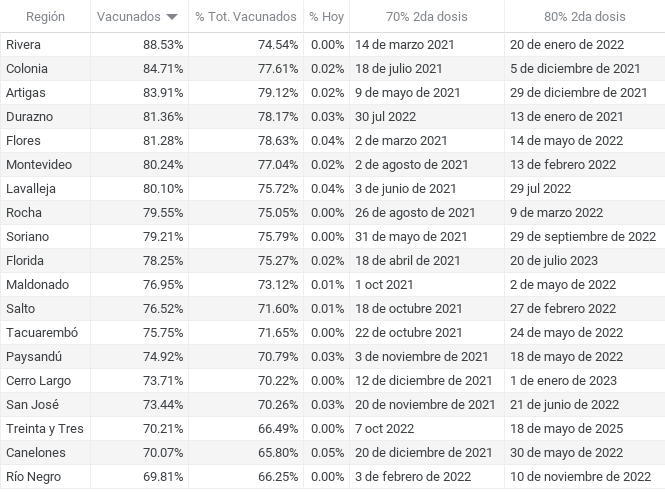 Región Vacunados % Tot. Vacunados % Hoy 70% 2da dosis 80% 2da dosis
Rivera 88.53% 74.54% 0.00% 14 de marzo 2021 20 de enero de 2022
Colonia 84.71% 77.61% 0.02% 18 de julio 2021 5 de diciembre de 2021
Artigas 83.91% 79.12% 0.02% 9 de mayo de 2021 29 de diciembre de 2021
Durazno 81.36% 78.17% 0.03% 30 jul 2022 13 de enero de 2021
Flores 81.28% 78.63% 0.04% 2 de marzo 2021 14 de mayo de 2022
Montevideo 80.24% 77.04% 0.02% 2 de agosto de 2021 13 de febrero 2022
Lavalleja 80.10% 75.72% 0.04% 3 de junio de 2021 29 jul 2022
Rocha 79.55% 75.05% 0.00% 26 de agosto de 2021 9 de marzo 2022
Soriano 79.21% 75.79% 0.00% 31 de mayo de 2021 29 de septiembre de 2022
Florida 78.25% 75.27% 0.02% 18 de abril de 2021 20 de julio 2023
Maldonado 76.95% 73.12% 0.01% 1 oct 2021 2 de mayo de 2022
Salto 76.52% 71.60% 0.01% 18 de octubre 2021 27 de febrero 2022
Tacuarembó 75.75% 71.65% 0.00% 22 de octubre 2021 24 de mayo de 2022
Paysandú 74.92% 70.79% 0.03% 3 de noviembre de 2021 18 de mayo de 2022
Cerro Largo 73.71% 70.22% 0.00% 12 de diciembre de 2021 1 de enero de 2023
San José 73.44% 70.26% 0.03% 20 de noviembre de 2021 21 de junio de 2022
Treinta y Tres 70.21% 66.49% 0.00% 7 oct 2022 18 de mayo de 2025
Canelones 70.07% 65.80% 0.05% 20 de diciembre de 2021 30 de mayo de 2022
Río Negro 69.81% 66.25% 0.00% 3 de febrero de 2022 10 de noviembre de 2022